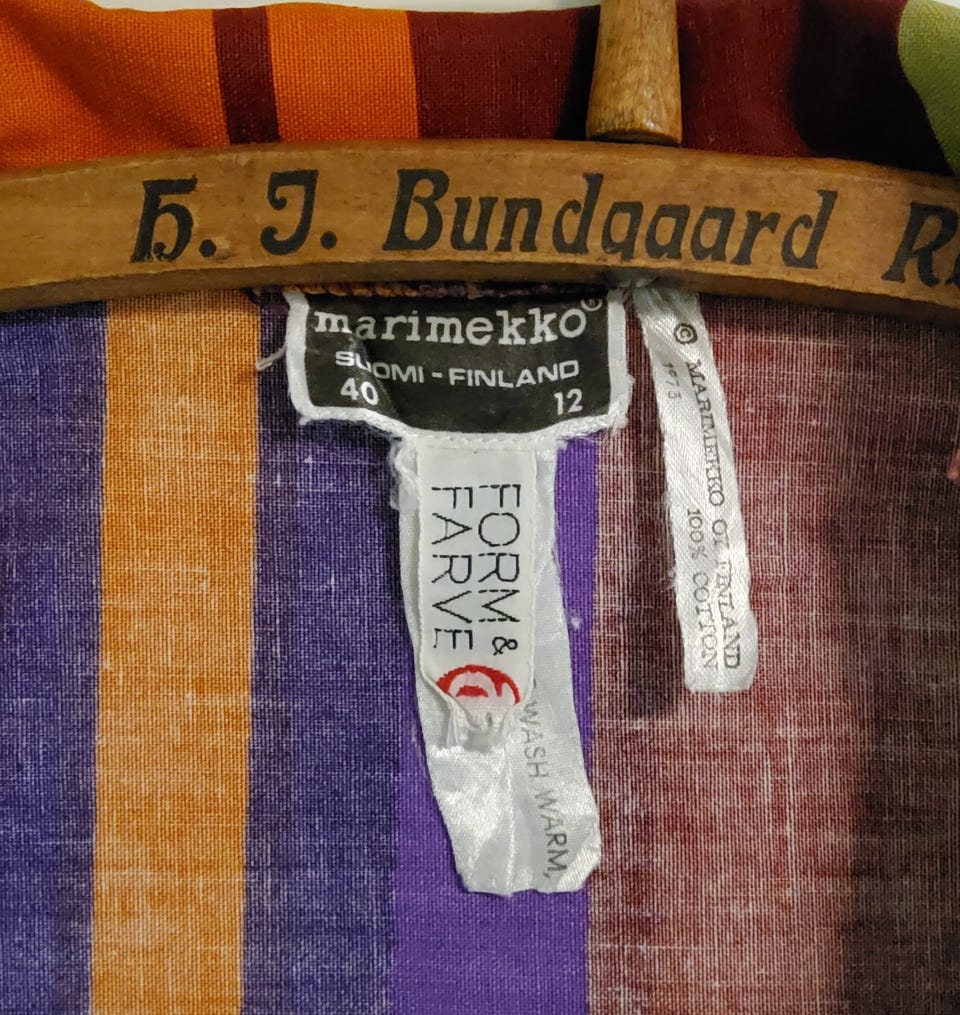 H. J. Bundgaard
marimekko®
SUOMI - FINLAND
40 12
FORM &
FARVE
WASH WARM,
© MARIMEKKO OY FINLAND
1973 100% COTTON